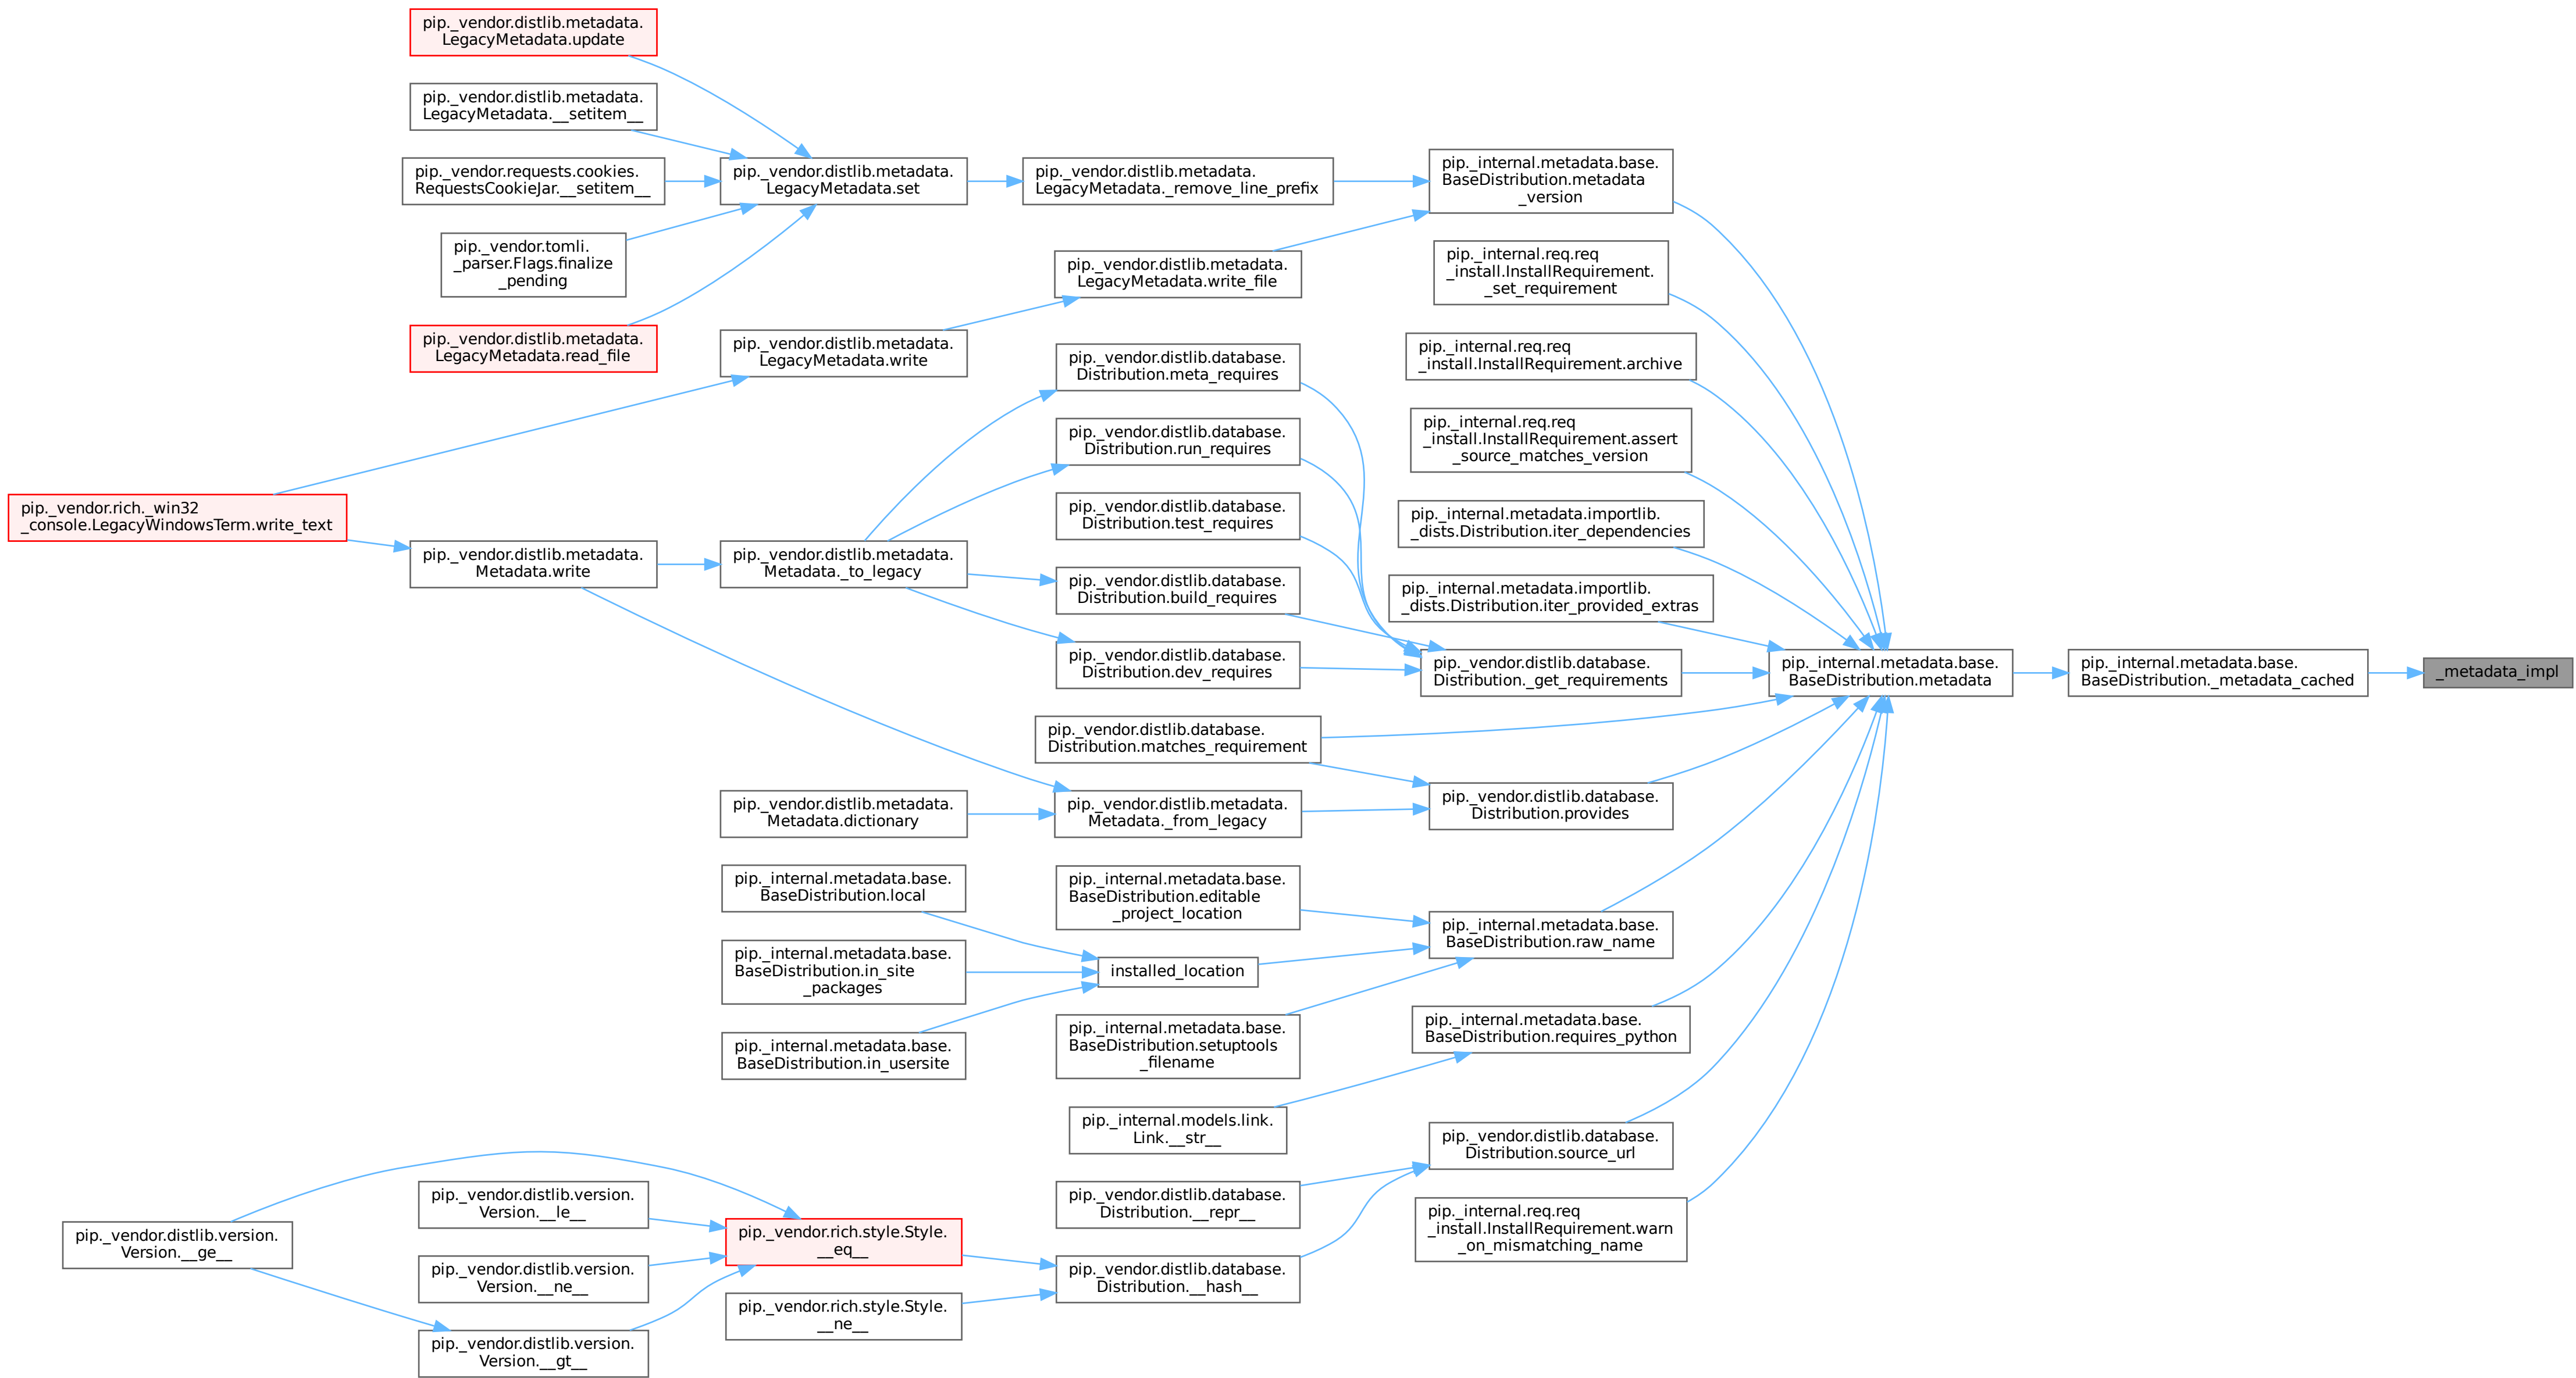 pip._vendor.distlib.metadata.
LegacyMetadata.update
pip._vendor.distlib.metadata.
LegacyMetadata.__setitem__
pip._vendor.requests.cookies.
RequestsCookieJar.__setitem__
pip._vendor.tomli.
_parser.Flags.finalize
_pending
pip._vendor.distlib.metadata.
LegacyMetadata.read_file
pip._vendor.distlib.metadata.
LegacyMetadata.set
pip._vendor.distlib.metadata.
LegacyMetadata._remove_line_prefix
pip._internal.metadata.base.
BaseDistribution.metadata
_version
pip._vendor.distlib.metadata.
LegacyMetadata.write_file
pip._vendor.distlib.metadata.
LegacyMetadata.write
pip._internal.req.req
_install.InstallRequirement.
_set_requirement
pip._internal.req.req
_install.InstallRequirement.archive
pip._internal.req.req
_install.InstallRequirement.assert
_source_matches_version
pip._internal.metadata.importlib.
_dists.Distribution.iter_dependencies
pip._internal.metadata.importlib.
_dists.Distribution.iter_provided_extras
pip._vendor.distlib.database.
Distribution.meta_requires
pip._vendor.distlib.database.
Distribution.run_requires
pip._vendor.distlib.database.
Distribution.test_requires
pip._vendor.distlib.database.
Distribution.build_requires
pip._vendor.distlib.database.
Distribution.dev_requires
pip._vendor.rich._win32
_console.LegacyWindowsTerm.write_text
pip._vendor.distlib.metadata.
Metadata.write
pip._vendor.distlib.metadata.
Metadata._to_legacy
pip._vendor.distlib.database.
Distribution._get_requirements
pip._internal.metadata.base.
BaseDistribution.metadata
pip._internal.metadata.base.
BaseDistribution._metadata_cached
_metadata_impl
pip._vendor.distlib.database.
Distribution.matches_requirement
pip._vendor.distlib.database.
Distribution.provides
pip._vendor.distlib.metadata.
Metadata._from_legacy
pip._vendor.distlib.metadata.
Metadata.dictionary
pip._internal.metadata.base.
BaseDistribution.local
pip._internal.metadata.base.
BaseDistribution.in_site
_packages
pip._internal.metadata.base.
BaseDistribution.in_usersite
pip._internal.metadata.base.
BaseDistribution.editable
_project_location
installed_location
pip._internal.metadata.base.
BaseDistribution.setuptools
_filename
pip._internal.metadata.base.
BaseDistribution.raw_name
pip._internal.metadata.base.
BaseDistribution.requires_python
pip._internal.models.link.
Link.__str__
pip._vendor.distlib.database.
Distribution.source_url
pip._vendor.distlib.database.
Distribution.__repr__
pip._vendor.distlib.database.
Distribution.__hash__
pip._internal.req.req
_install.InstallRequirement.warn
_on_mismatching_name
pip._vendor.rich.style.Style.
__eq__
pip._vendor.rich.style.Style.
__ne__
pip._vendor.distlib.version.
Version.__le__
pip._vendor.distlib.version.
Version.__ne__
pip._vendor.distlib.version.
Version.__gt__
pip._vendor.distlib.version.
Version.__ge__